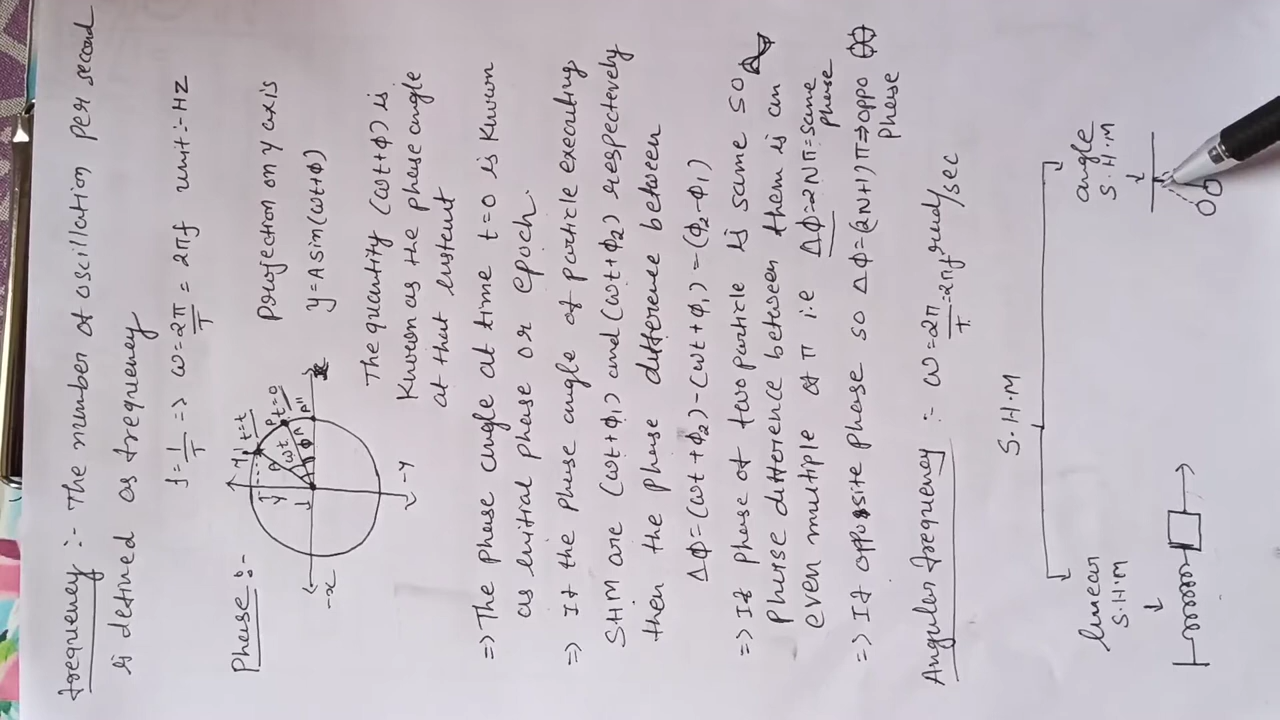 frequency :- The number of oscillation per second
is defined as frequency
f = 1/T => ω = 2π/T = 2πf unit :- HZ
Phase :-
Projection on y axis
y = A sin(ωt+ϕ)
The quantity (ωt+ϕ) is
Known as the phase angle
at that instant
=> The phase angle at time t=0 is Known
as initial phase or epoch.
=> If the phase angle of particle executing
SHM are (ωt+ϕ₁) and (ωt+ϕ₂) respectively
then the phase difference between
Δϕ = (ωt+ϕ₂) - (ωt+ϕ₁) = (ϕ₂-ϕ₁)
=> If phase of two particle is same so
phase difference between them is an
even multiple of π i.e Δϕ = 2Nπ = same phase
=> If opposite phase so Δϕ = (2N+1)π => oppo phase
Angular frequency :- ω = 2π/T = 2πf rad/sec
S.H.M
linear S.H.M
angle S.H.M